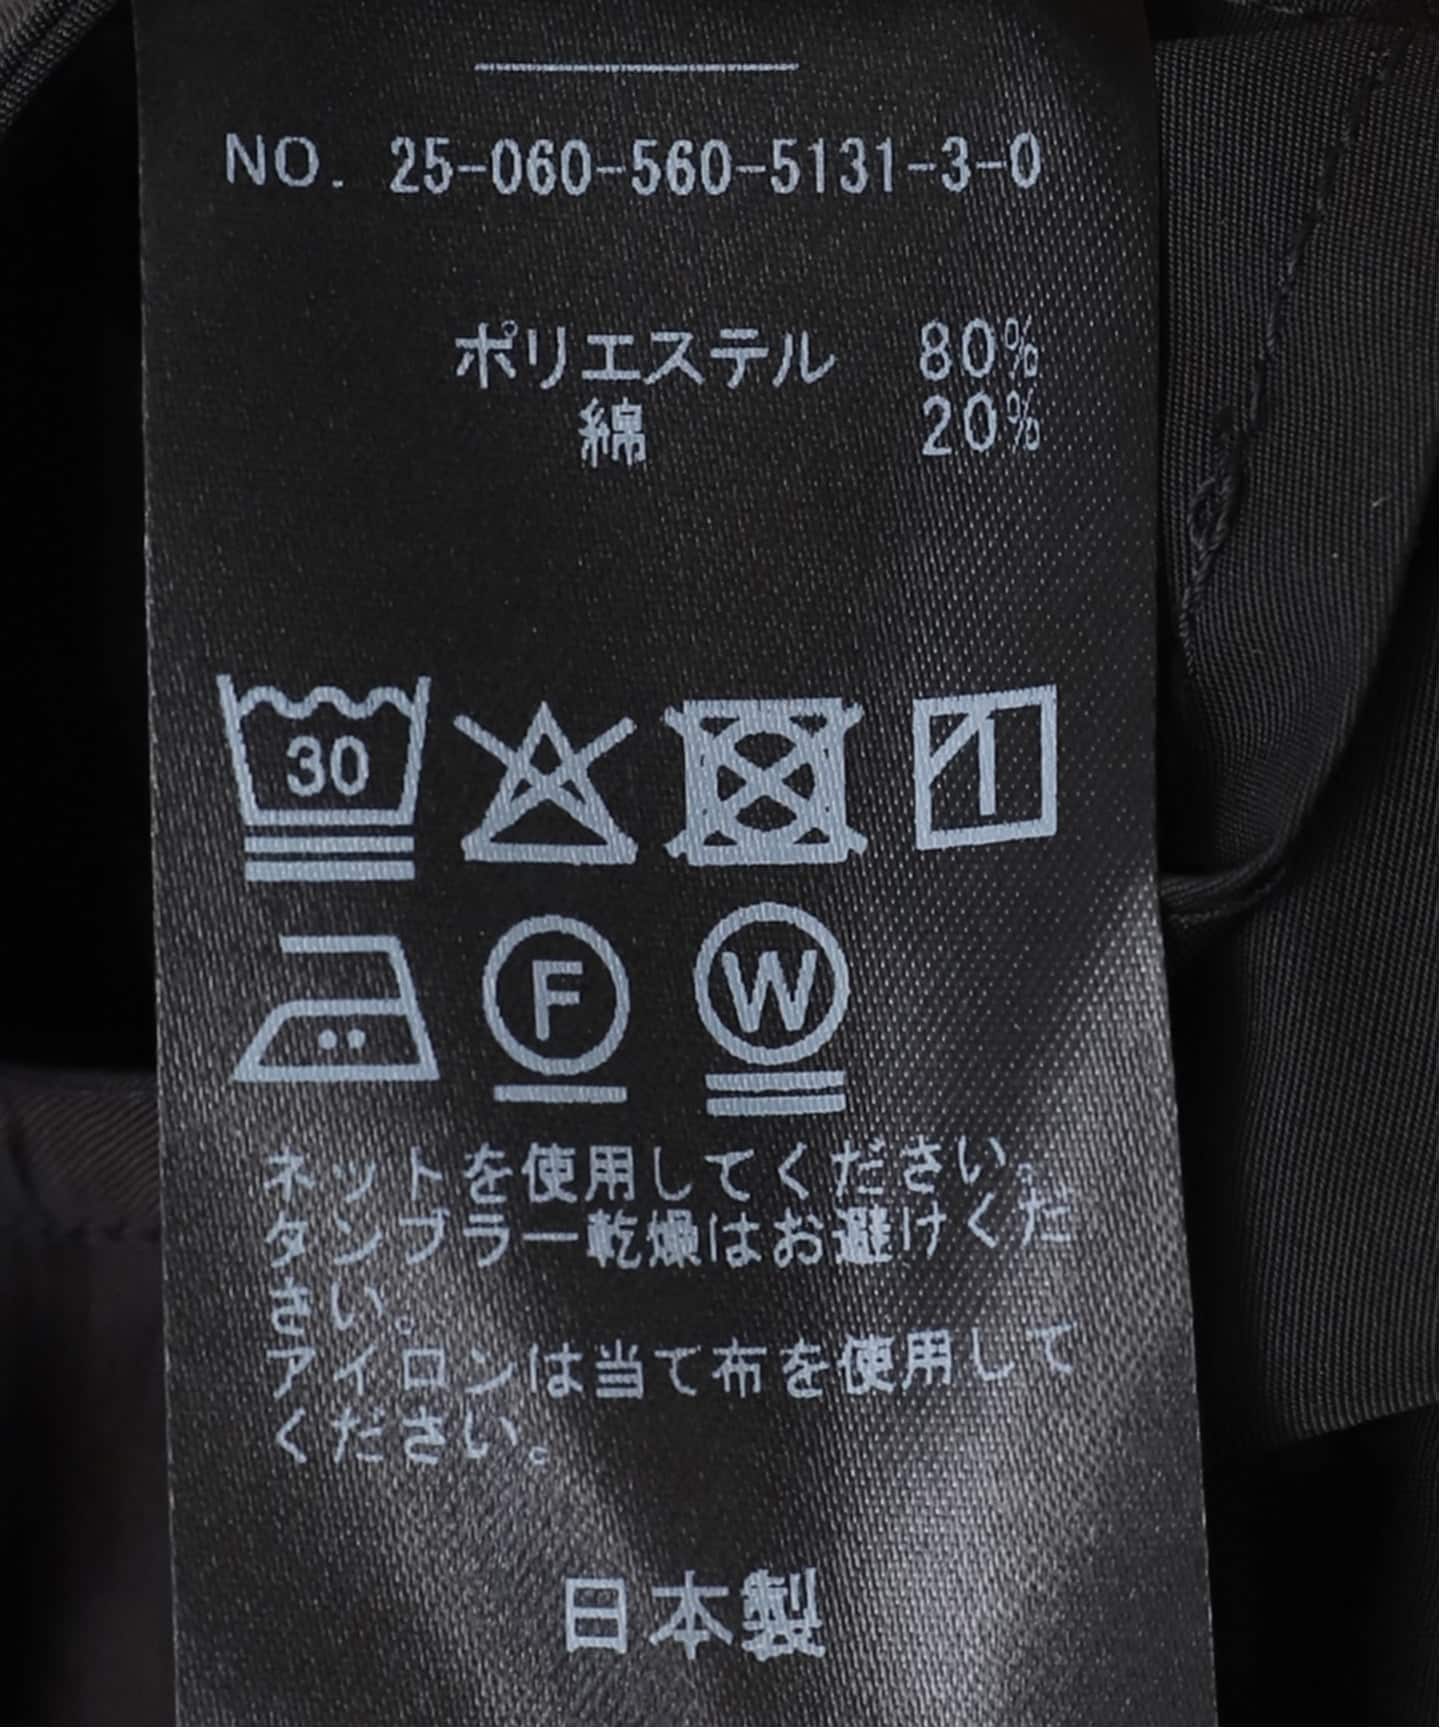 NO. 25-060-560-5131-3-0
ポリエステル 80%
綿 20%
30
F
W
ネットを使用してください。
タンブラー乾燥はお避けくだ
さい。
アイロンは当て布を使用して
ください。
日本製